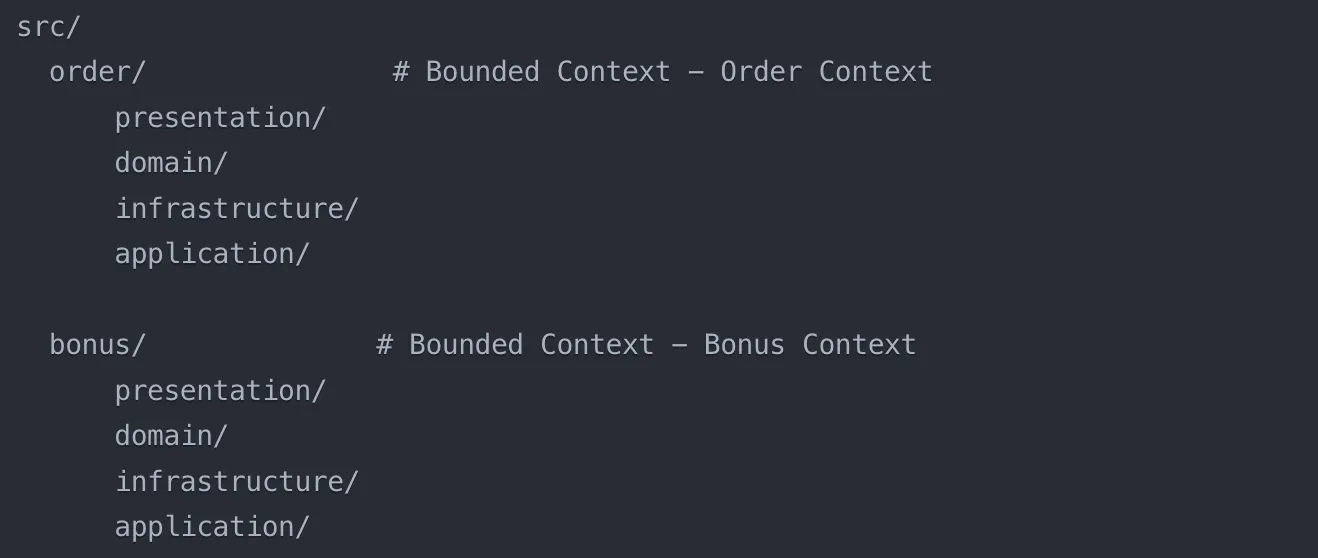 src/
order/ # Bounded Context – Order Context
presentation/
domain/
infrastructure/
application/
bonus/ # Bounded Context – Bonus Context
presentation/
domain/
infrastructure/
application/